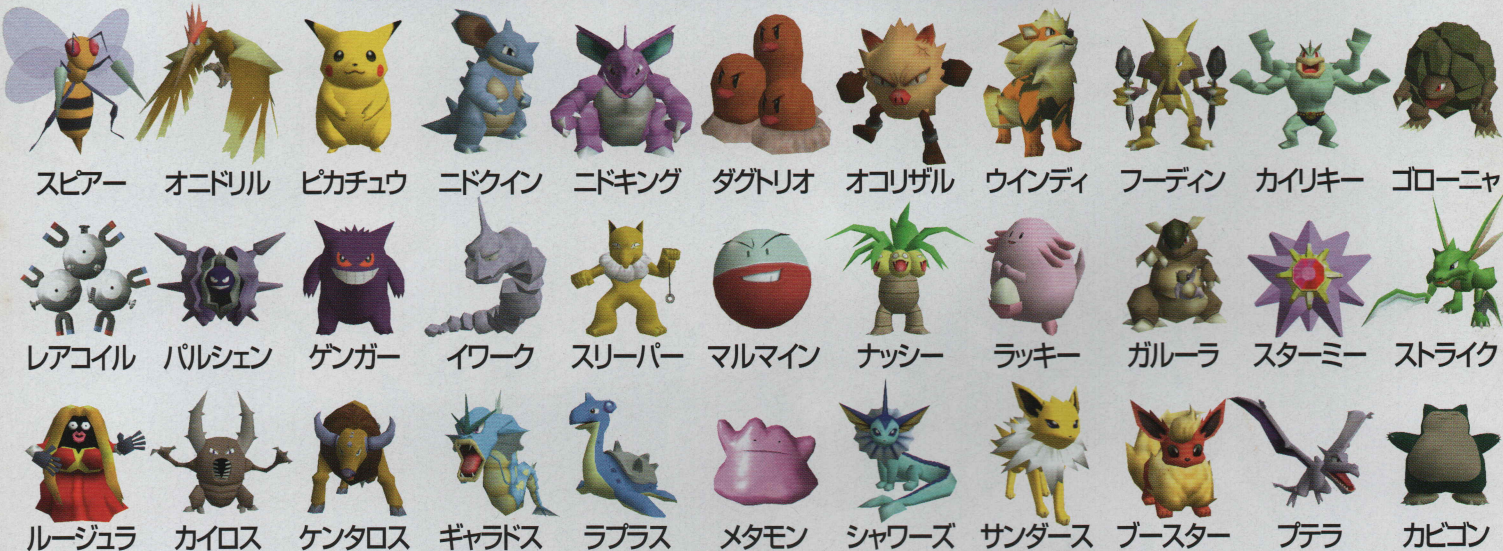 スピアー オニドリル ピカチュウ ニドクイン ニドキング ダグトリオ オコリザル ウインディ フーディン カイリキー ゴローニャ
レアコイル パルシェン ゲンガー イワーク スリーパー マルマイン ナッシー ラッキー ガルーラ スターミー ストライク
ルージュラ カイロス ケンタロス ギャラドス ラプラス メタモン シャワーズ サンダース ブースター プテラ カビゴン